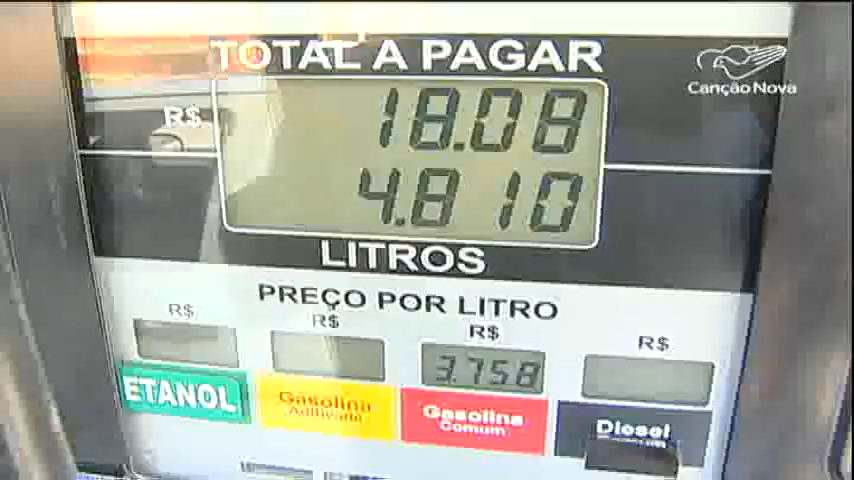 TOTAL A PAGAR
Canção Nova
R$ 18.08
4.810
LITROS
PREÇO POR LITRO
R$ R$ R$ R$
3.758
ETANOL
Gasolina
Aditivada
Gasolina
Comum
Diesel